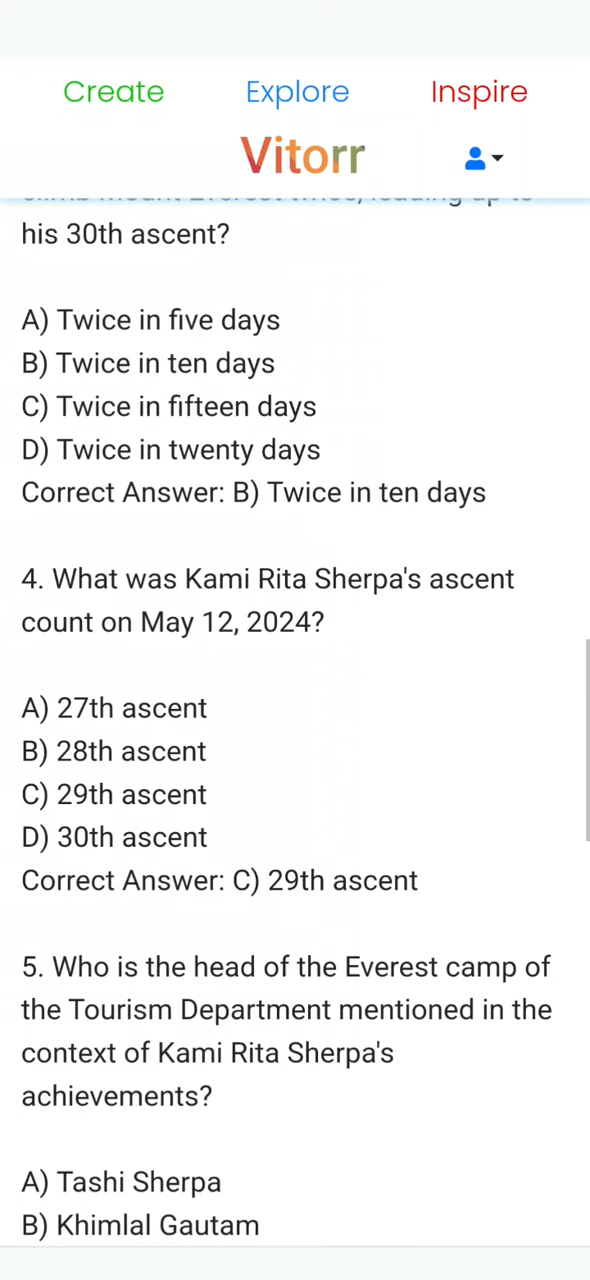 Create Explore Inspire
Vitorr
his 30th ascent?
A) Twice in five days
B) Twice in ten days
C) Twice in fifteen days
D) Twice in twenty days
Correct Answer: B) Twice in ten days
4. What was Kami Rita Sherpa's ascent
count on May 12, 2024?
A) 27th ascent
B) 28th ascent
C) 29th ascent
D) 30th ascent
Correct Answer: C) 29th ascent
5. Who is the head of the Everest camp of
the Tourism Department mentioned in the
context of Kami Rita Sherpa's
achievements?
A) Tashi Sherpa
B) Khimlal Gautam